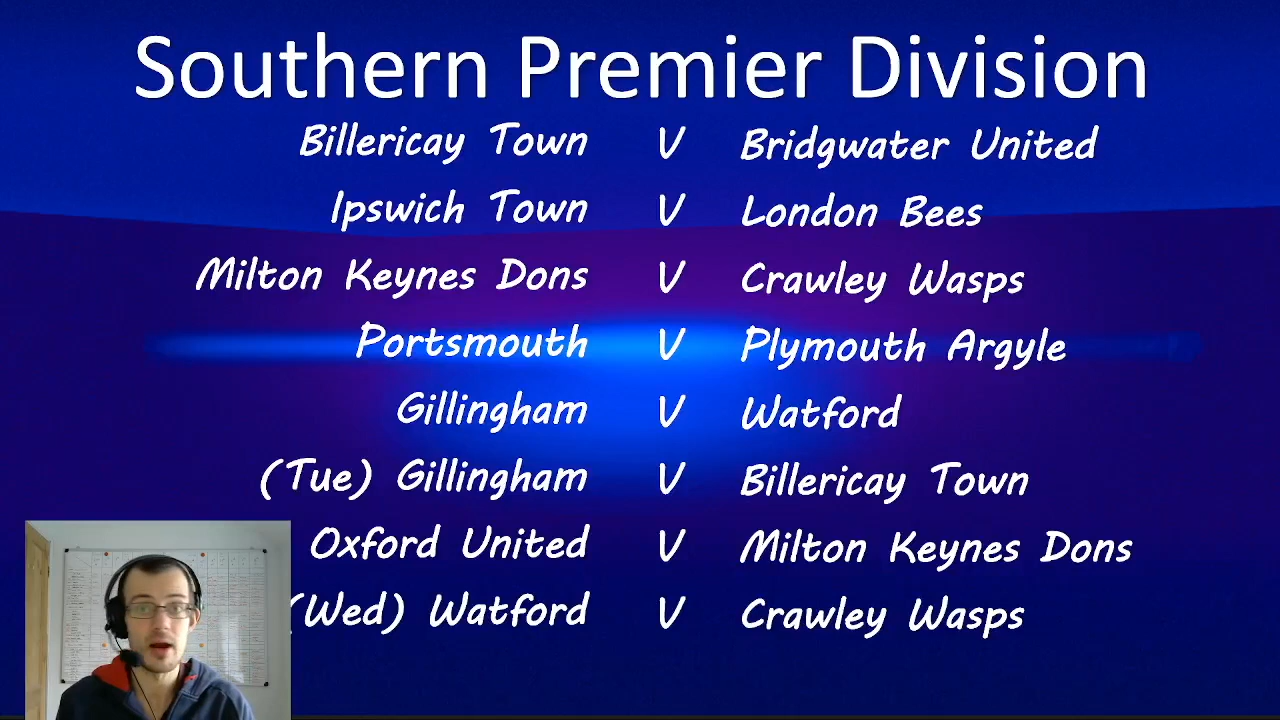 Southern Premier Division
Billericay Town V Bridgwater United
Ipswich Town V London Bees
Milton Keynes Dons V Crawley Wasps
Portsmouth V Plymouth Argyle
Gillingham V Watford
(Tue) Gillingham V Billericay Town
Oxford United V Milton Keynes Dons
(Wed) Watford V Crawley Wasps